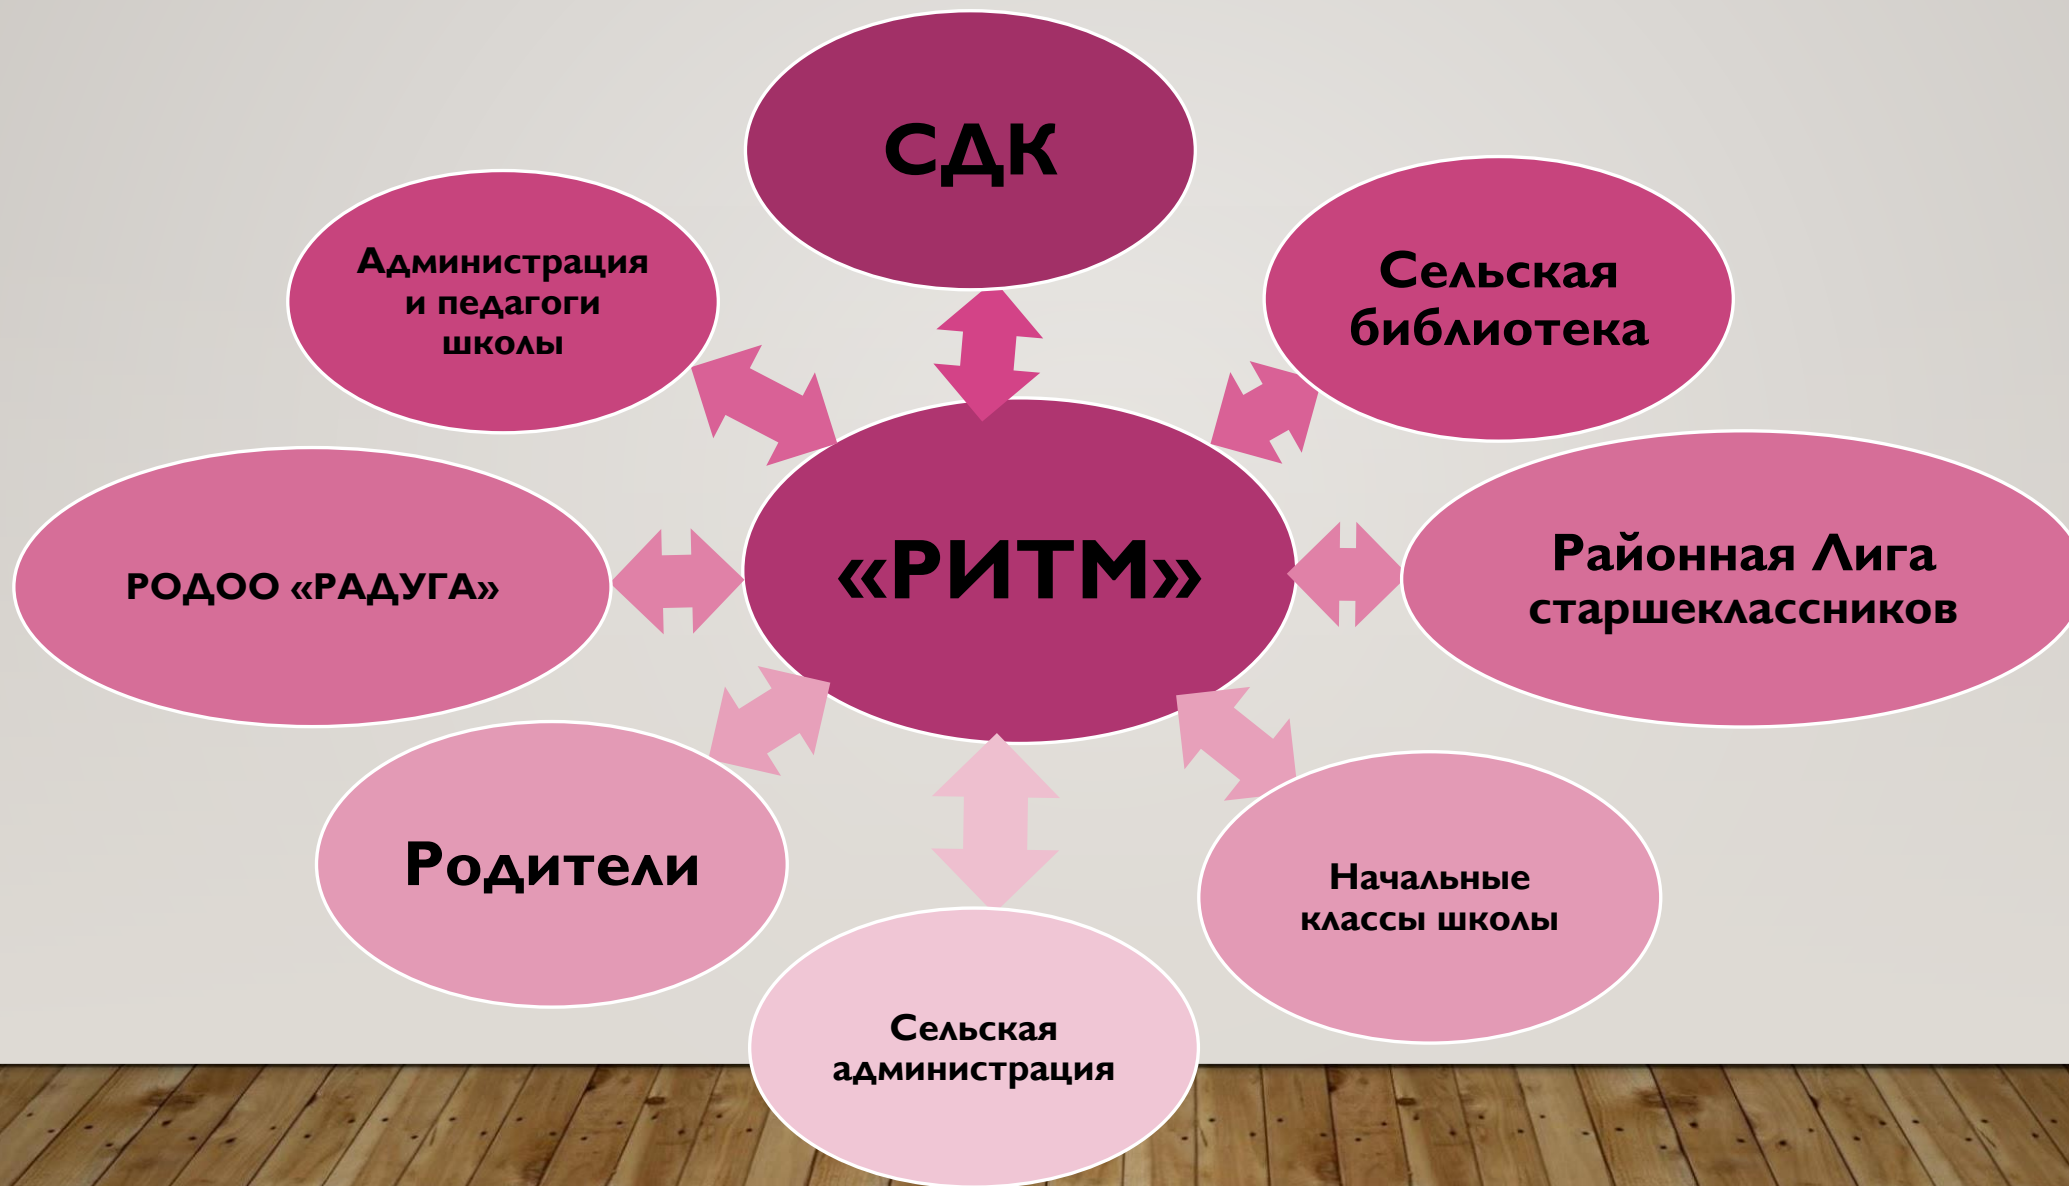 СДК
Администрация
и педагоги
школы
Сельская
библиотека
РОДОО «РАДУГА»
«РИТМ»
Районная Лига
старшеклассников
Родители
Начальные
классы школы
Сельская
администрация